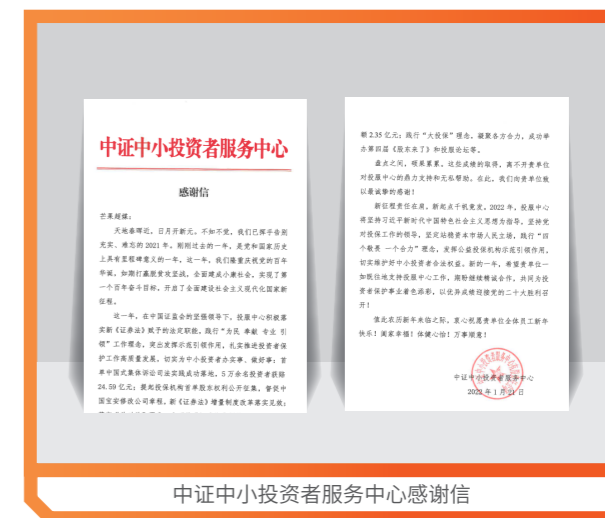 中证中小投资者服务中心
感谢信
芒果超媒：
天地春晖近，日月开新元。不知不觉，我们已挥手告别
充实、难忘的 2021 年。刚刚过去的一年，是党和国家历史
上具有里程碑意义的一年，这一年，我们隆重庆祝党的百年
华诞，如期打赢脱贫攻坚战，全面建成小康社会，实现了第
一个百年奋斗目标，开启了全面建设社会主义现代化国家新
征程。
这一年，在中国证监会的坚强领导下，投服中心积极落
实新《证券法》赋予的法定职能，践行“为民 奉献 专业 引
领”工作理念，突出发挥示范引领作用，扎实推进投资者保
护工作高质量发展，切实为中小投资者办实事、做好事：首
单中国式集体诉讼司法实践成功落地，5 万余名投资者获赔
24.59 亿元；提起投保机构首单股东权利公开征集，督促中
国宝安修改公司章程，新《证券法》增量制度改革落实见效；
额 2.35 亿元；践行“大投保”理念，凝聚各方合力，成功举
办第四届《股东来了》和投服论坛等。
盘点之间，硕果累累。这些成绩的取得，离不开贵单位
对投服中心的鼎力支持和无私帮助。在此，我们向贵单位致
以最诚挚的感谢！
新征程责任在肩，新起点千帆竞发。2022 年，投服中心
将坚持习近平新时代中国特色社会主义思想为指导，坚持党
对投保工作的领导，坚定站稳资本市场人民立场，践行“四
个敬畏 一个合力”理念，发挥公益投保机构示范引领作用，
切实维护好中小投资者合法权益。新的一年，希望贵单位一
如既往地支持投服中心工作，期盼继续精诚合作，共同为投
资者保护事业着色添彩，以优异成绩迎接党的二十大胜利召
开！
值此农历新年来临之际，衷心祝愿贵单位全体员工新年
快乐！阖家幸福！体健心怡！万事顺意！
中证中小投资者服务中心
2022 年 1 月 21 日
中证中小投资者服务中心感谢信